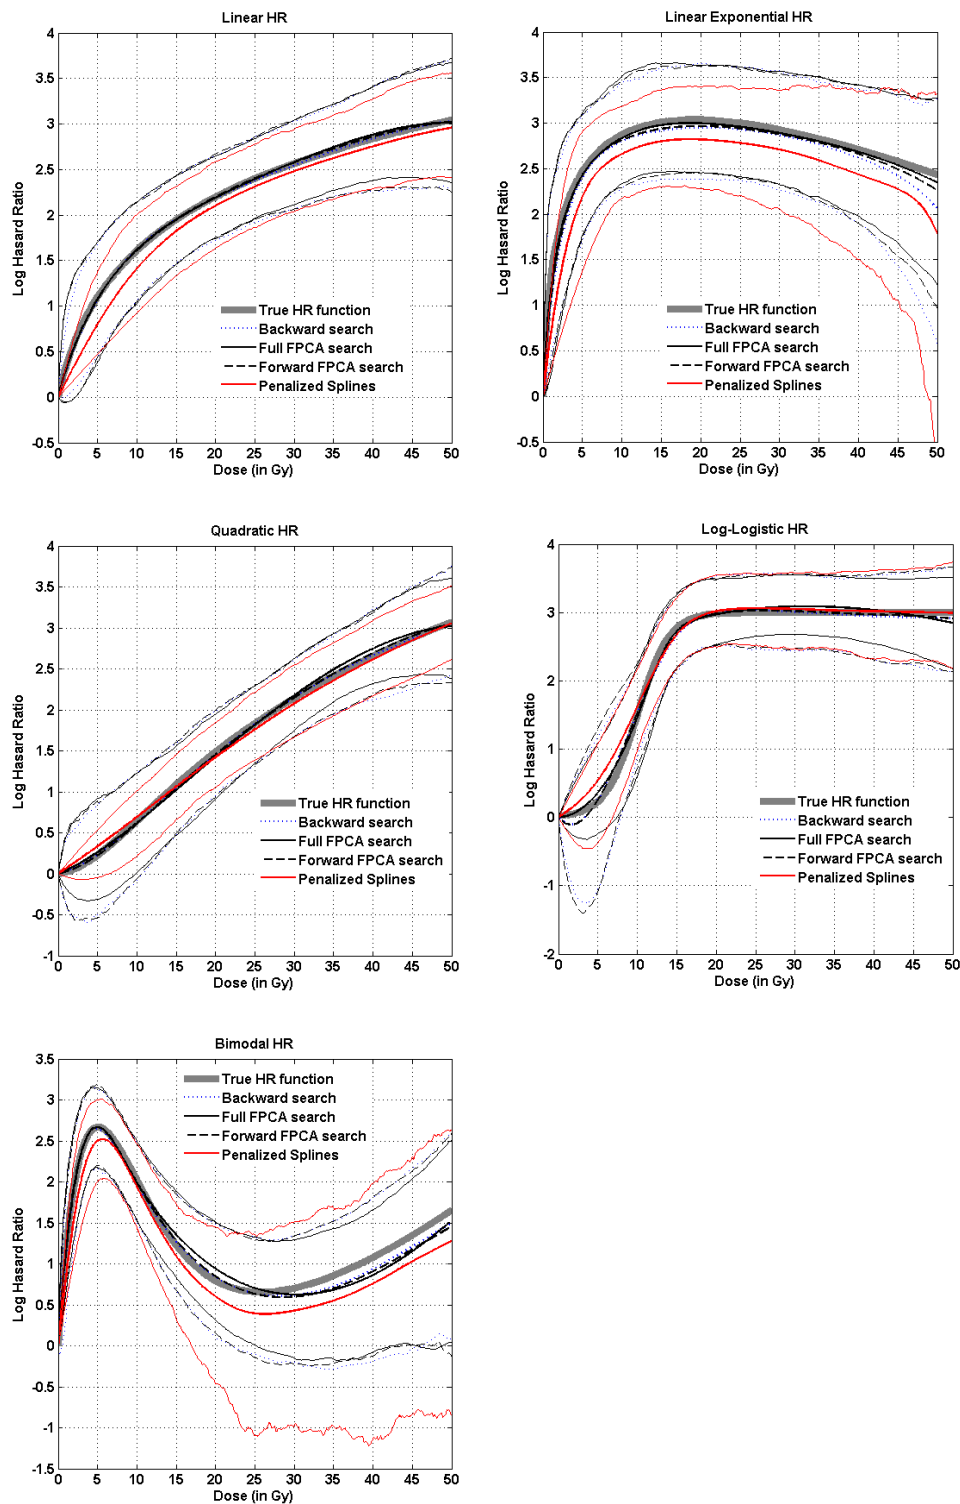 Linear HR
4
3.5
3
2.5
2
1.5
1
0.5
0
-0.5
Log Hasard Ratio
True HR function
Backward search
Full FPCA search
Forward FPCA search
Penalized Splines
0 5 10 15 20 25 30 35 40 45 50
Dose (in Gy)
Linear Exponential HR
4
3.5
3
2.5
2
1.5
1
0.5
0
-0.5
Log Hasard Ratio
True HR function
Backward search
Full FPCA search
Forward FPCA search
Penalized Splines
0 5 10 15 20 25 30 35 40 45 50
Dose (in Gy)
Quadratic HR
4
3.5
3
2.5
2
1.5
1
0.5
0
-0.5
-1
Log Hasard Ratio
True HR function
Backward search
Full FPCA search
Forward FPCA search
Penalized Splines
0 5 10 15 20 25 30 35 40 45 50
Dose (in Gy)
Log-Logistic HR
4
3
2
1
0
-1
-2
Log Hasard Ratio
True HR function
Backward search
Full FPCA search
Forward FPCA search
Penalized Splines
0 5 10 15 20 25 30 35 40 45 50
Dose (in Gy)
Bimodal HR
3.5
3
2.5
2
1.5
1
0.5
0
-0.5
-1
-1.5
Log Hasard Ratio
True HR function
Backward search
Full FPCA search
Forward FPCA search
Penalized Splines
0 5 10 15 20 25 30 35 40 45 50
Dose (in Gy)